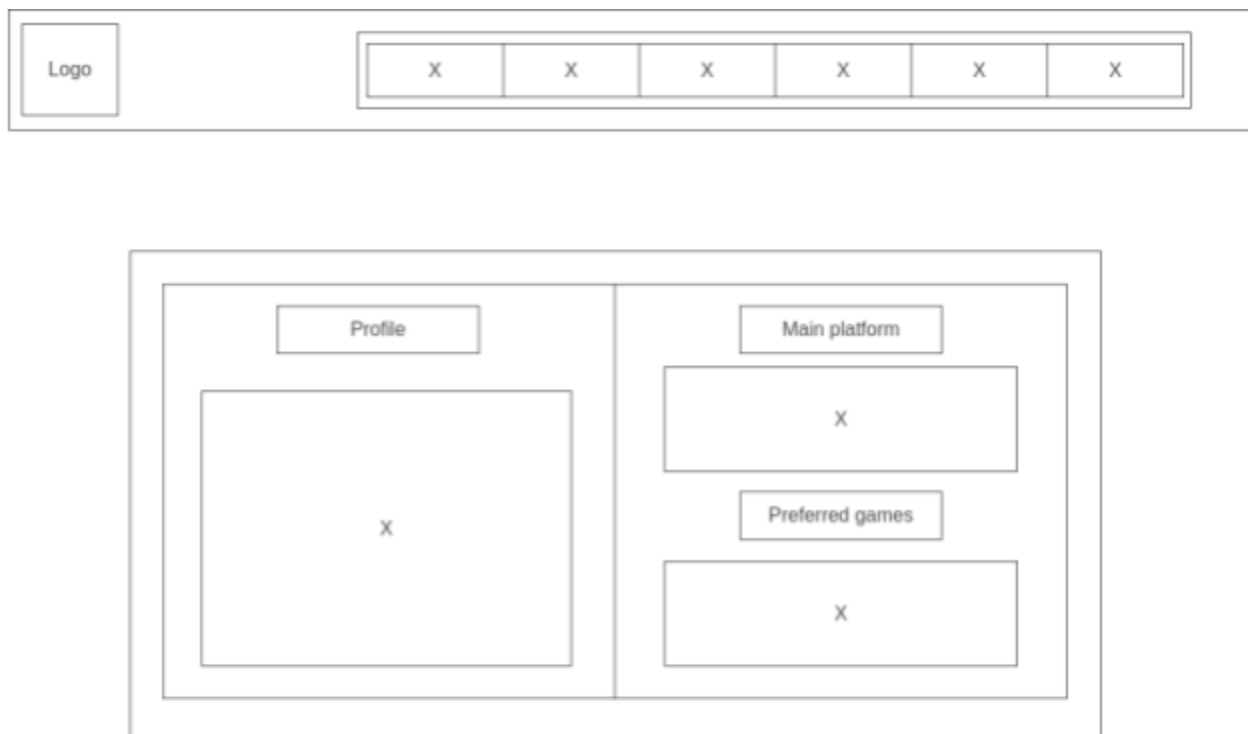 Logo
X X X X X X
Profile
Main platform
X
X
Preferred games
X